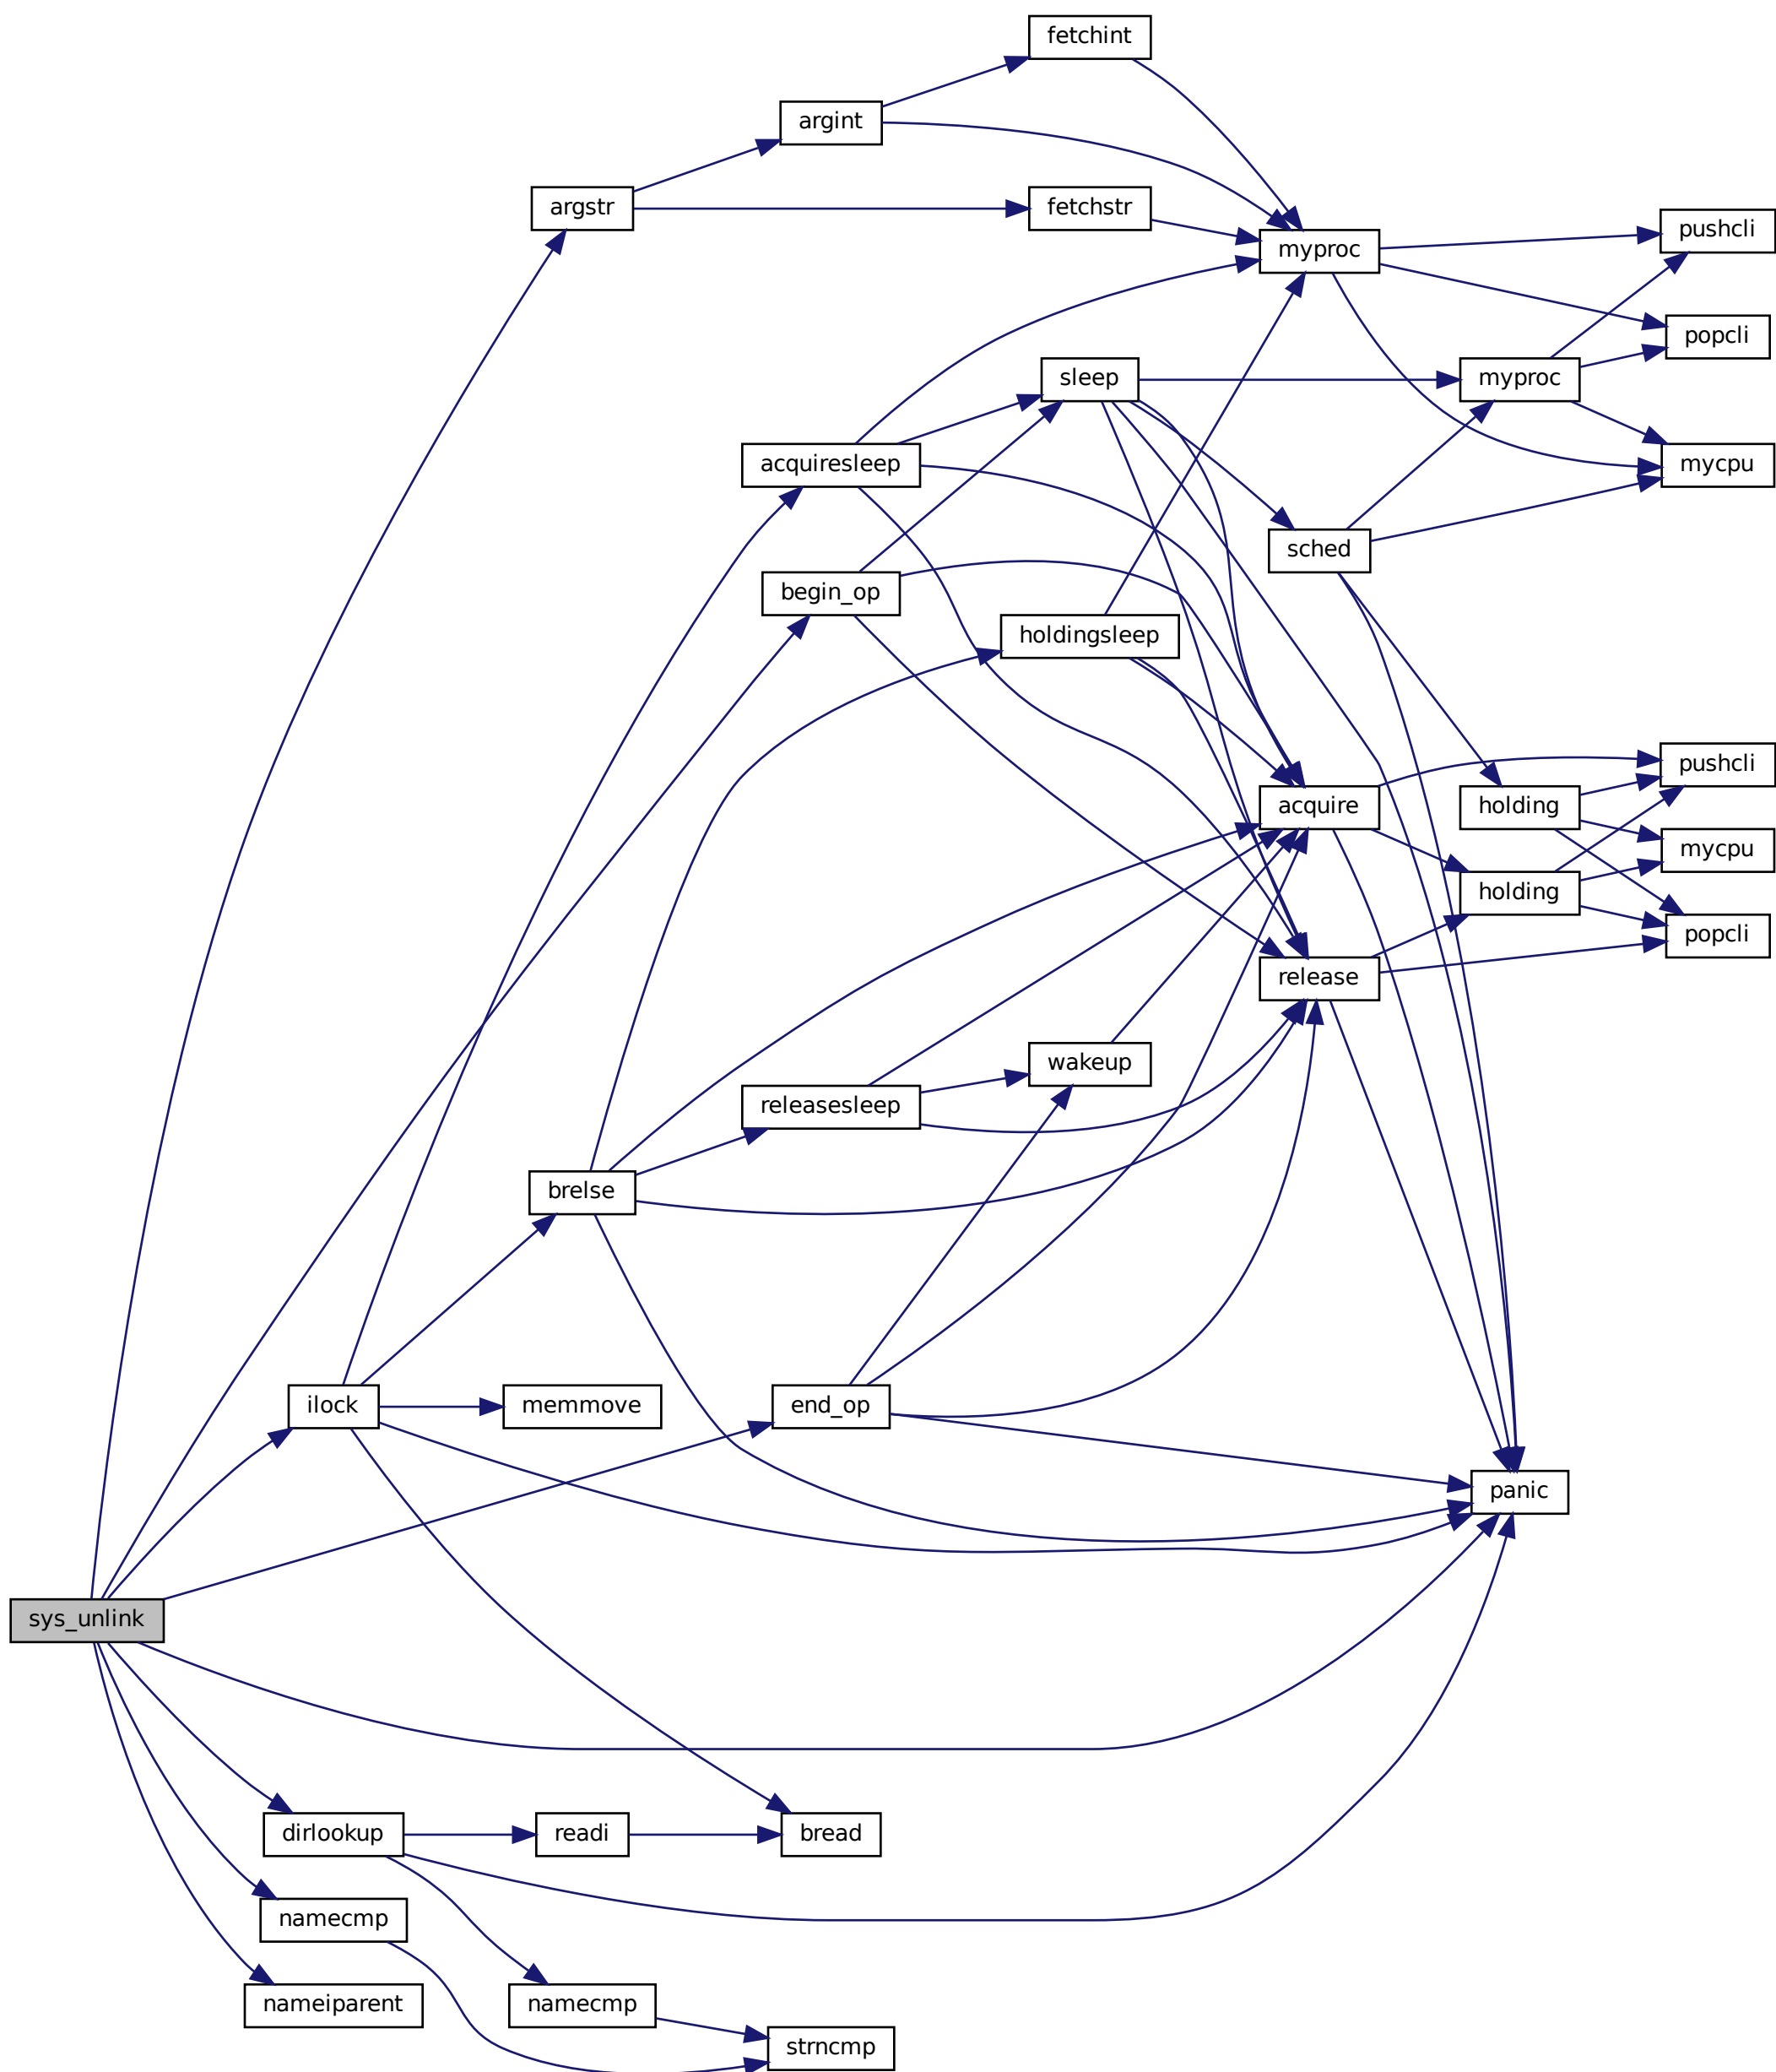 fetchint
argint
argstr
fetchstr
pushcli
myproc
popcli
sleep
myproc
acquiresleep
mycpu
sched
begin_op
holdingsleep
pushcli
acquire
holding
mycpu
holding
popcli
release
wakeup
releasesleep
brelse
ilock
memmove
end_op
panic
sys_unlink
dirlookup
readi
bread
namecmp
nameiparent
namecmp
strncmp